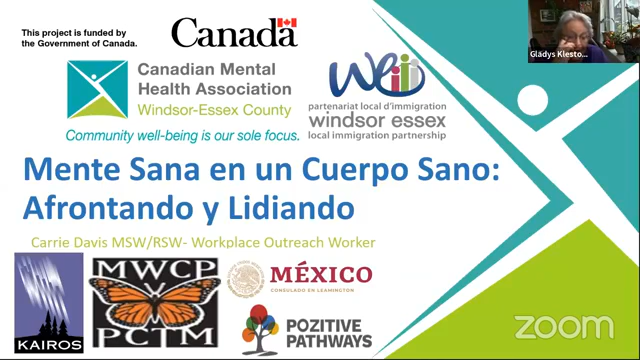 This project is funded by
the Government of Canada.
Canada
Canadian Mental
Health Association
Windsor-Essex County
Community well-being is our sole focus.
partenariat local d'immigration
windsor essex
local immigration partnership
Gladys Klesto...
Mente Sana en un Cuerpo Sano:
Afrontando y Lidiando
Carrie Davis MSW/RSW- Workplace Outreach Worker
KAIROS
MWCP
PCTM
MÉXICO
CONSULADO EN LEAMINGTON
POZITIVE
PATHWAYS
zoom